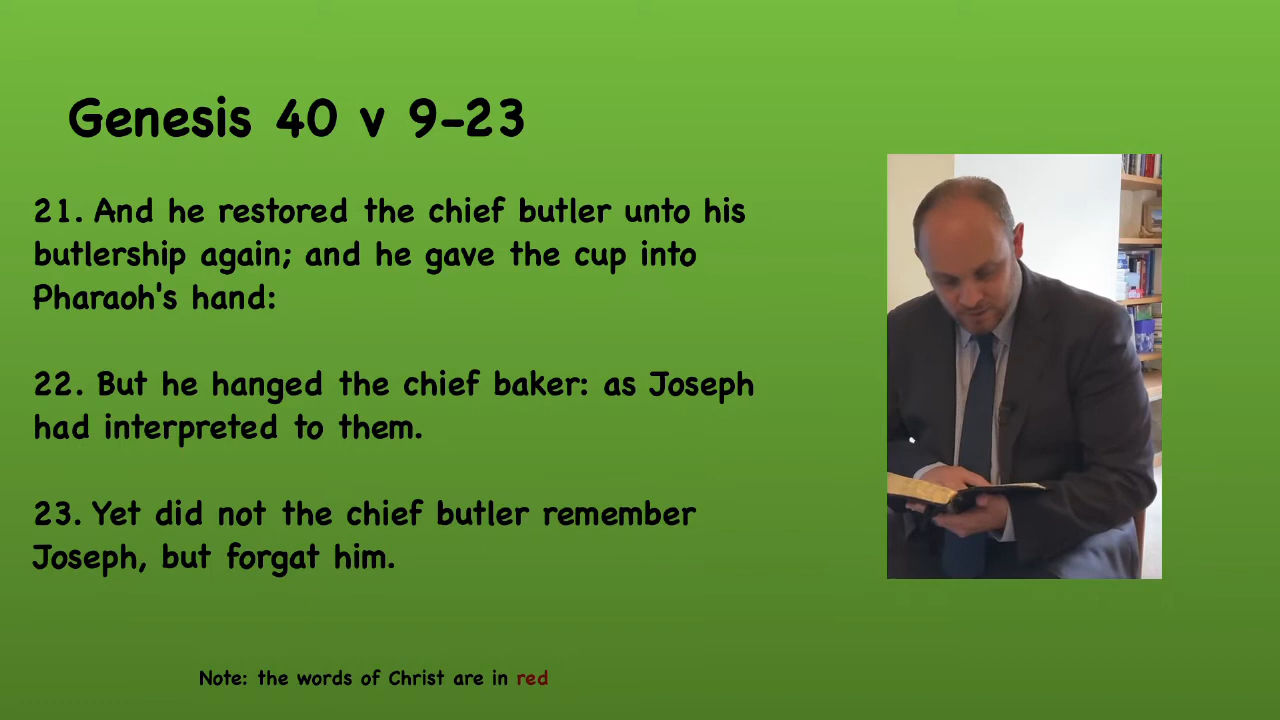 Genesis 40 v 9-23
21. And he restored the chief butler unto his
butlership again; and he gave the cup into
Pharaoh's hand:
22. But he hanged the chief baker: as Joseph
had interpreted to them.
23. Yet did not the chief butler remember
Joseph, but forgat him.
Note: the words of Christ are in red